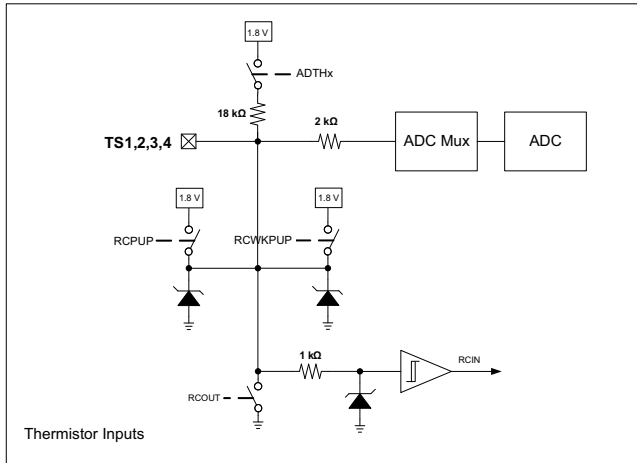 1.8 V
ADTHx
18 kΩ
2 kΩ
TS1,2,3,4
ADC Mux
ADC
1.8 V
1.8 V
RCPUP
RCWKPUP
1 kΩ
RCIN
RCOUT
Thermistor Inputs